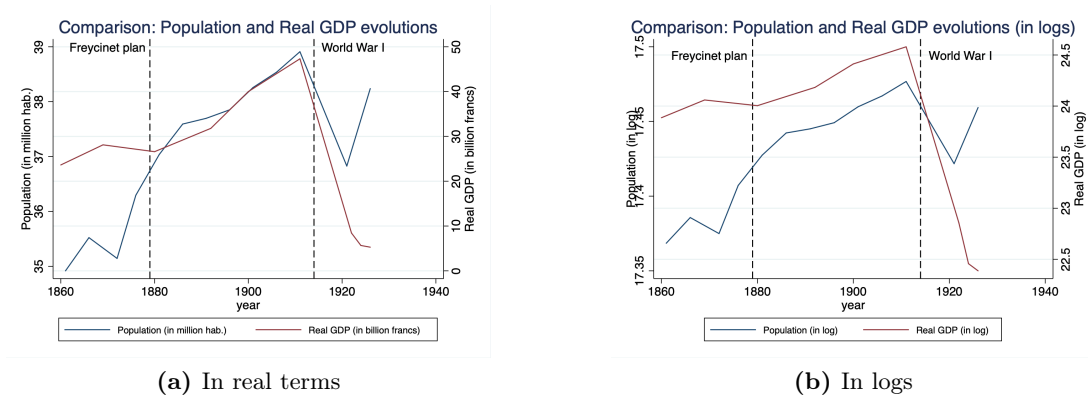 Comparison: Population and Real GDP evolutions
Freycinet plan
World War I
Population (in million hab.)
39
38
37
36
35
Real GDP (in billion francs)
50
40
30
20
10
0
1860
1880
1900
1920
1940
year
Population (in million hab.)
Real GDP (in billion francs)
(a) In real terms
Comparison: Population and Real GDP evolutions (in logs)
Freycinet plan
World War I
Population (in log)
17.5
17.45
17.4
17.35
Real GDP (in log)
24.5
24
23.5
23
22.5
1860
1880
1900
1920
1940
year
Population (in log)
Real GDP (in log)
(b) In logs